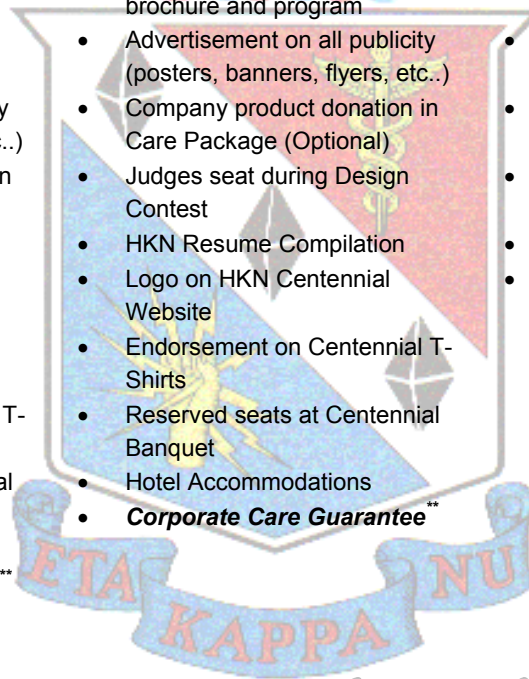 brochure and program
• Advertisement on all publicity
(posters, banners, flyers, etc..)
• Company product donation in
Care Package (Optional)
• Judges seat during Design
Contest
• HKN Resume Compilation
• Logo on HKN Centennial
Website
• Endorsement on Centennial T-
Shirts
• Reserved seats at Centennial
Banquet
• Hotel Accommodations
• Corporate Care Guarantee**
y
..)
n
T-
al
**
•
•
•
•
•
ETA KAPPA NU